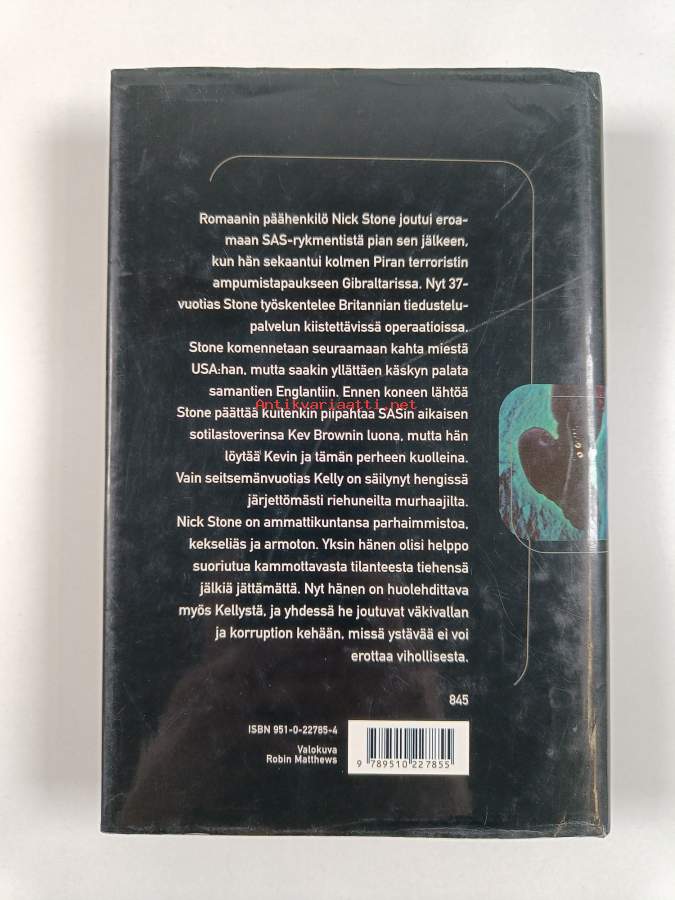 Romaanin päähenkilö Nick Stone joutui eroa-
maan SAS-rykmentistä pian sen jälkeen,
kun hän sekaantui kolmen Piran terroristin
ampumistapaukseen Gibraltarissa. Nyt 37-
vuotias Stone työskentelee Britannian tiedustelu-
palvelun kiistettävissä operaatioissa.
Stone komennetaan seuraamaan kahta miestä
USA:han, mutta saakin yllättäen käskyn palata
samantien Englantiin. Ennen koneen lähtöä
Antikvariaatti.net
Stone päättää kuitenkin piipahtaa SASin aikaisen
sotilastoverinsa Kev Brownin luona, mutta hän
löytää Kevin ja tämän perheen kuolleina.
Vain seitsemänvuotias Kelly on säilynyt hengissä
järjettömästi riehuneilta murhaajilta.
Nick Stone on ammattikuntansa parhaimmistoa,
kekseliäs ja armoton. Yksin hänen olisi helppo
suoriutua kammottavasta tilanteesta tiehensä
jälkiä jättämättä. Nyt hänen on huolehdittava
myös Kellystä, ja yhdessä he joutuvat väkivallan
ja korruption kehään, missä ystävää ei voi
erottaa vihollisesta.
845
ISBN 951-0-22785-4
Valokuva
Robin Matthews
9 789510 227855